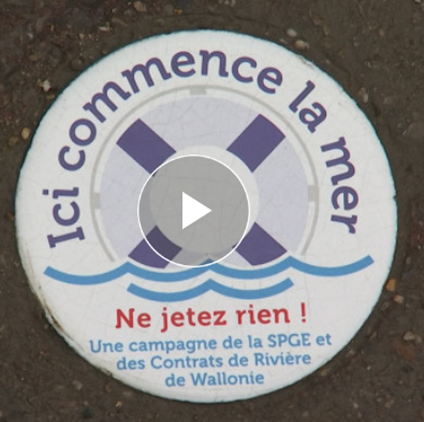 Ici commence la mer
Ne jetez rien !
Une campagne de la SPGE et
des Contrats de Rivière
de Wallonie